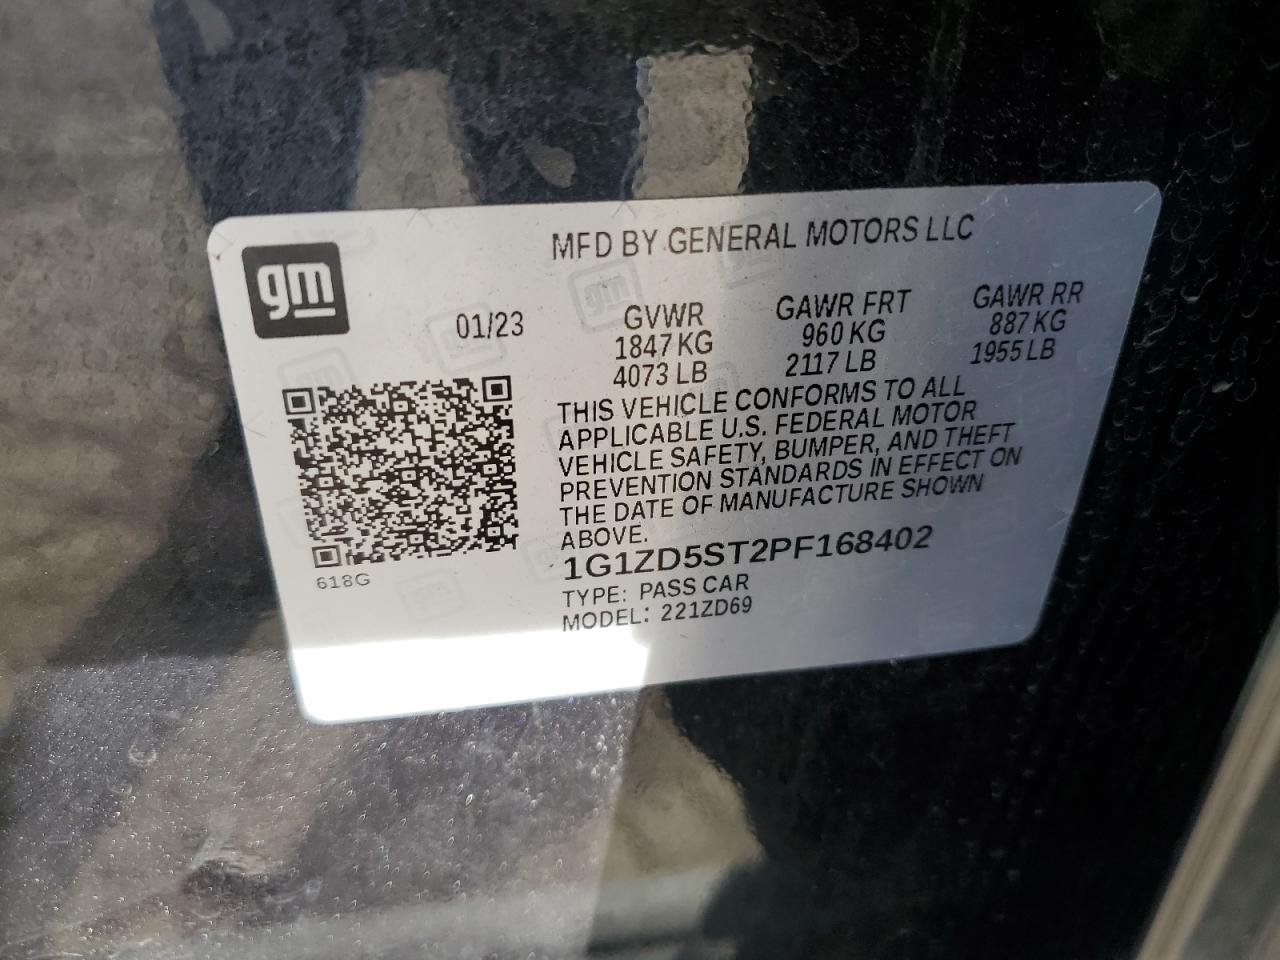 gm
MFD BY GENERAL MOTORS LLC
01/23
GVWR
1847 KG
4073 LB
GAWR FRT
960 KG
2117 LB
GAWR RR
887 KG
1955 LB
THIS VEHICLE CONFORMS TO ALL
APPLICABLE U.S. FEDERAL MOTOR
VEHICLE SAFETY, BUMPER, AND THEFT
PREVENTION STANDARDS IN EFFECT ON
THE DATE OF MANUFACTURE SHOWN
ABOVE.
1G1ZD5ST2PF168402
TYPE: PASS CAR
MODEL: 221ZD69
618G